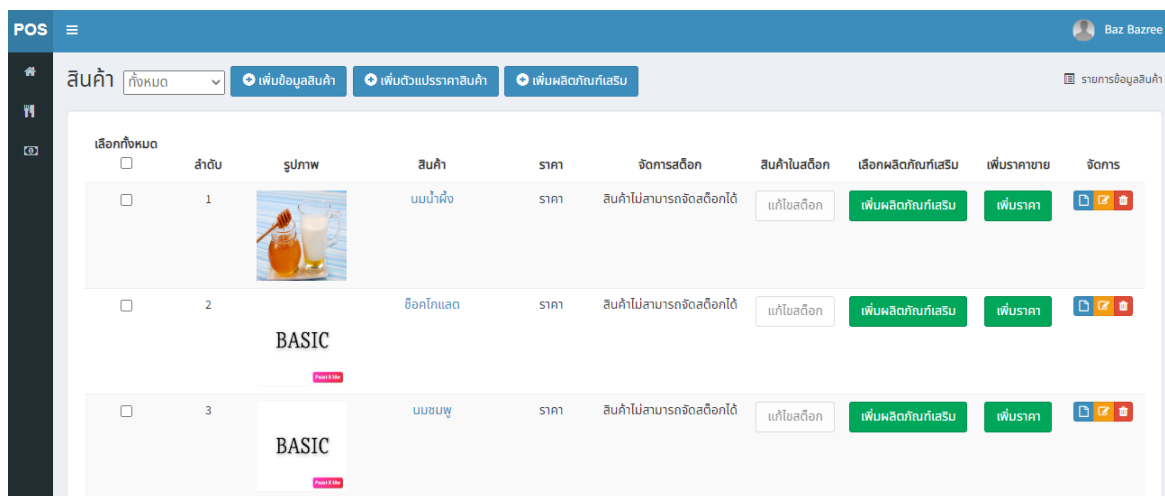 POS
Baz Bazree
สินค้า ทั้งหมด เพิ่มข้อมูลสินค้า เพิ่มตัวแปรราคาสินค้า เพิ่มผลิตภัณฑ์เสริม รายการข้อมูลสินค้า
เลือกทั้งหมด
ลำดับ รูปภาพ สินค้า ราคา จัดการสต็อก สินค้าในสต็อก เลือกผลิตภัณฑ์เสริม เพิ่มราคาขาย จัดการ
1 นมน้ำผึ้ง ราคา สินค้าไม่สามารถจัดสต็อกได้ แก้ไขสต็อก เพิ่มผลิตภัณฑ์เสริม เพิ่มราคา
2 ช็อคโกแลต ราคา สินค้าไม่สามารถจัดสต็อกได้ แก้ไขสต็อก เพิ่มผลิตภัณฑ์เสริม เพิ่มราคา
BASIC
3 นมชมพู ราคา สินค้าไม่สามารถจัดสต็อกได้ แก้ไขสต็อก เพิ่มผลิตภัณฑ์เสริม เพิ่มราคา
BASIC